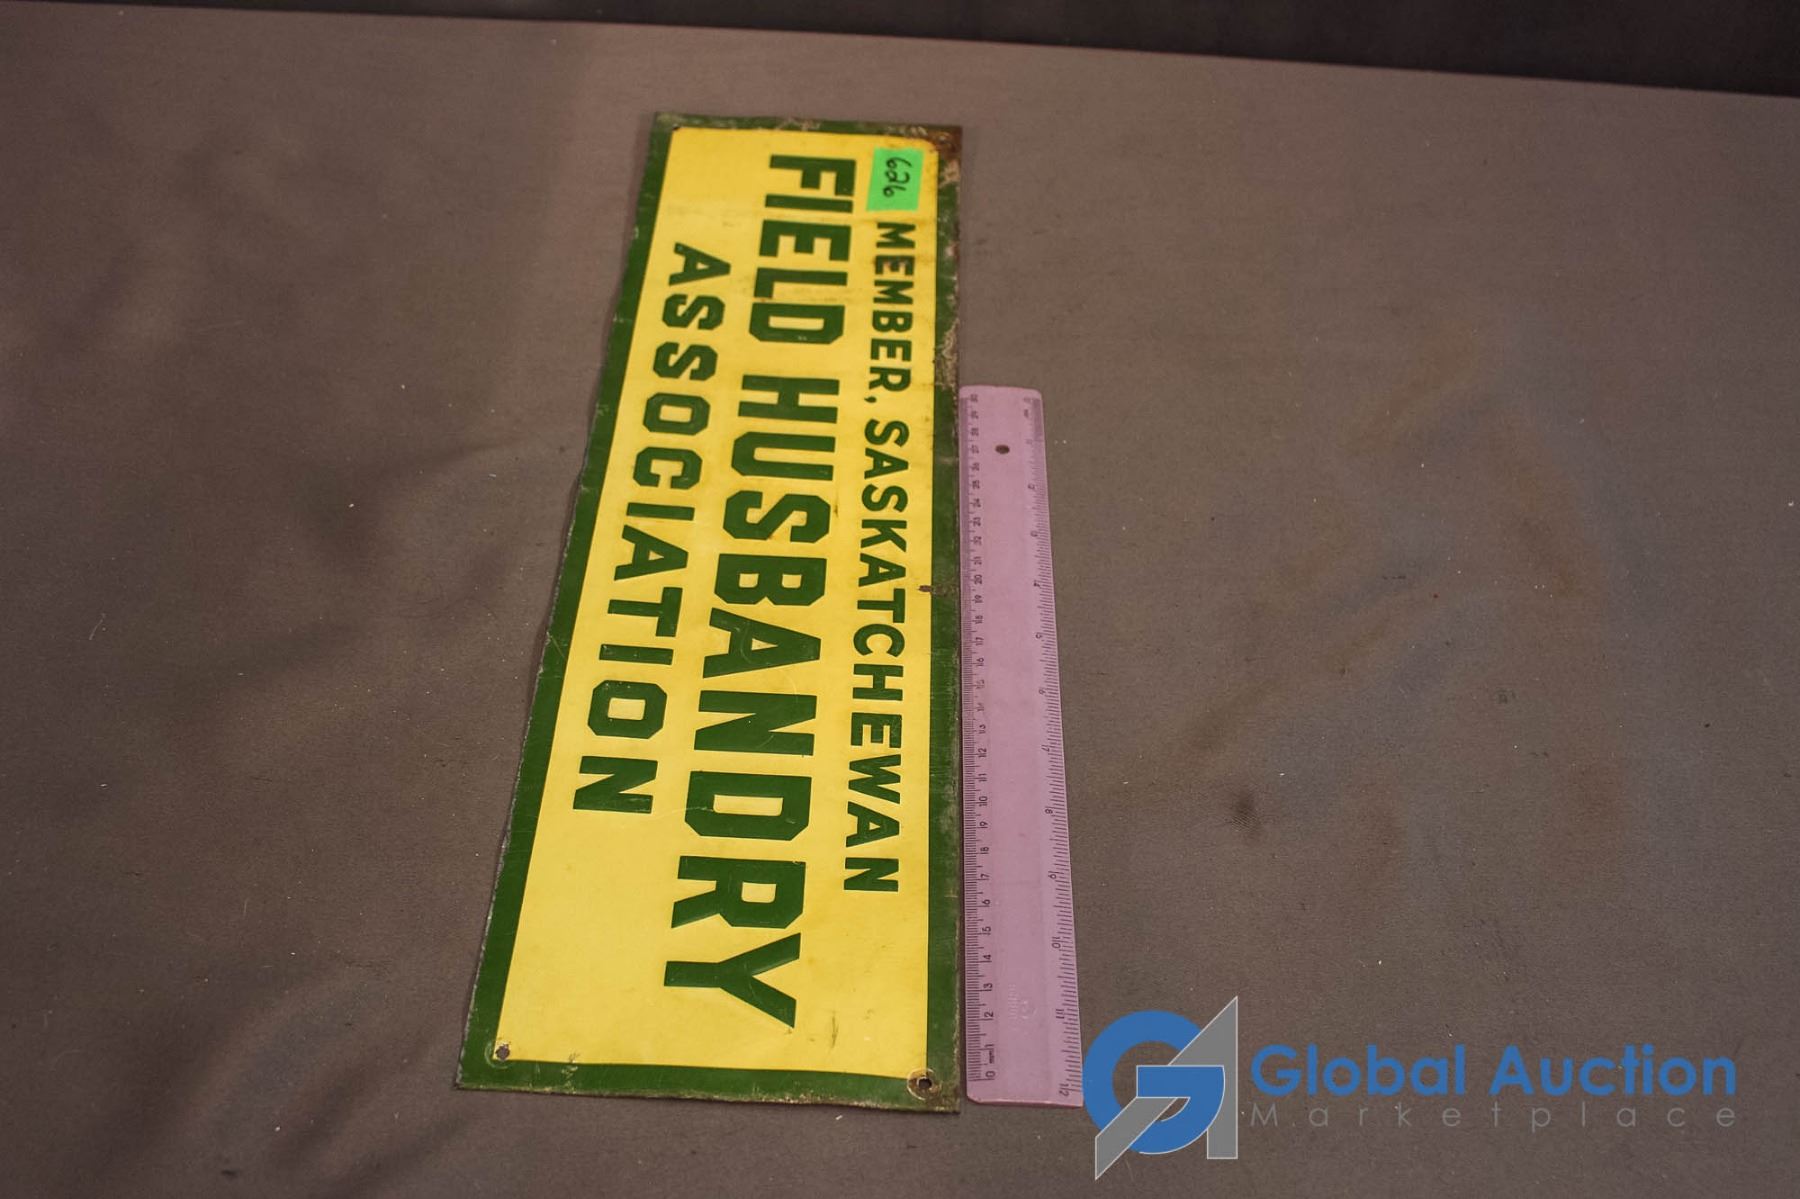 626
MEMBER, SASKATCHEWAN
FIELD HUSBANDRY
ASSOCIATION
Global Auction
Marketplace